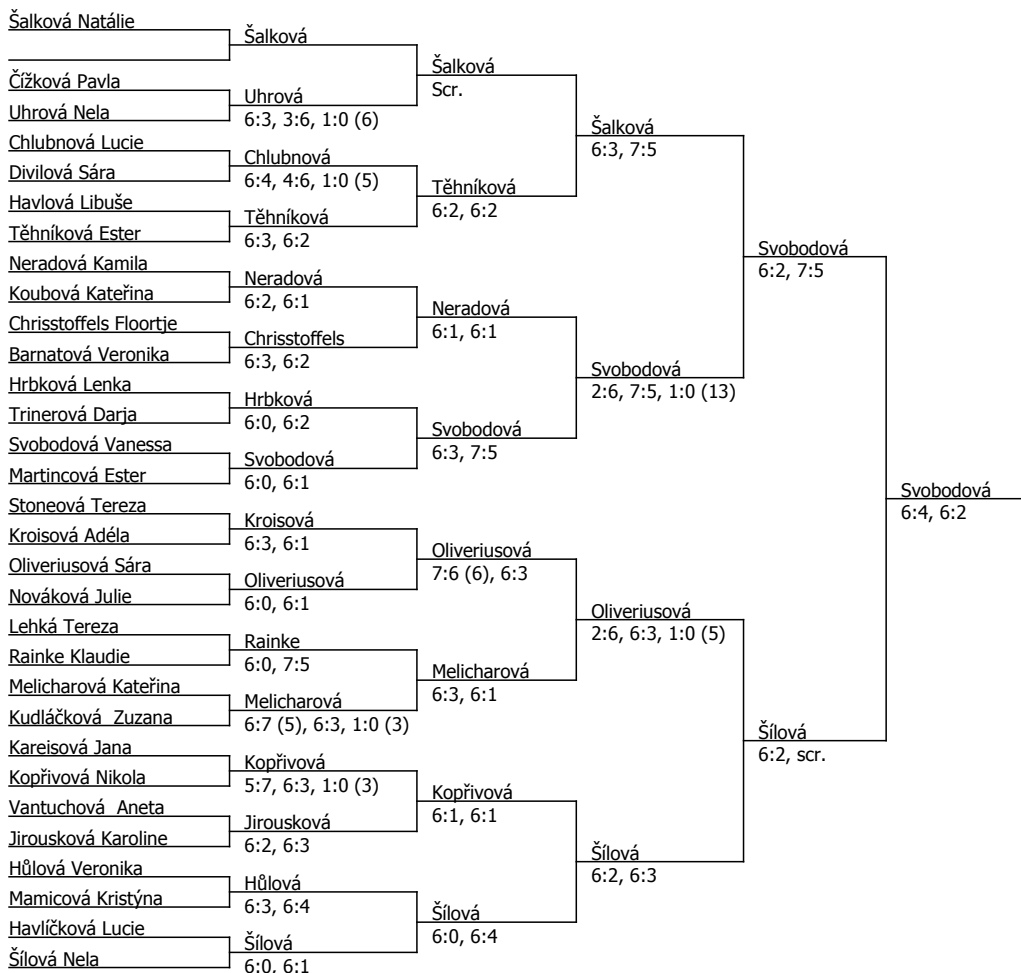 Šalková Natálie
Čížková Pavla
Uhrová Nela
Chlubnová Lucie
Divilová Sára
Havlová Libuše
Těhníková Ester
Neradová Kamila
Koubová Kateřina
Chrisstoffels Floortje
Barnatová Veronika
Hrbková Lenka
Trinerová Darja
Svobodová Vanessa
Martincová Ester
Stoneová Tereza
Kroisová Adéla
Oliveriusová Sára
Nováková Julie
Lehká Tereza
Rainke Klaudie
Melicharová Kateřina
Kudláčková  Zuzana
Kareisová Jana
Kopřivová Nikola
Vantuchová  Aneta
Jirousková Karoline
Hůlová Veronika
Mamicová Kristýna
Havlíčková Lucie
Šílová Nela
Šalková
Uhrová
6:3, 3:6, 1:0 (6)
Chlubnová
6:4, 4:6, 1:0 (5)
Těhníková
6:3, 6:2
Neradová
6:2, 6:1
Chrisstoffels
6:3, 6:2
Hrbková
6:0, 6:2
Svobodová
6:0, 6:1
Kroisová
6:3, 6:1
Oliveriusová
6:0, 6:1
Rainke
6:0, 7:5
Melicharová
6:7 (5), 6:3, 1:0 (3)
Kopřivová
5:7, 6:3, 1:0 (3)
Jirousková
6:2, 6:3
Hůlová
6:3, 6:4
Šílová
6:0, 6:1
Šalková
Scr.
Těhníková
6:2, 6:2
Neradová
6:1, 6:1
Svobodová
6:3, 7:5
Oliveriusová
7:6 (6), 6:3
Melicharová
6:3, 6:1
Kopřivová
6:1, 6:1
Šílová
6:0, 6:4
Šalková
6:3, 7:5
Svobodová
2:6, 7:5, 1:0 (13)
Oliveriusová
2:6, 6:3, 1:0 (5)
Šílová
6:2, 6:3
Svobodová
6:2, 7:5
Šílová
6:2, scr.
Svobodová
6:4, 6:2